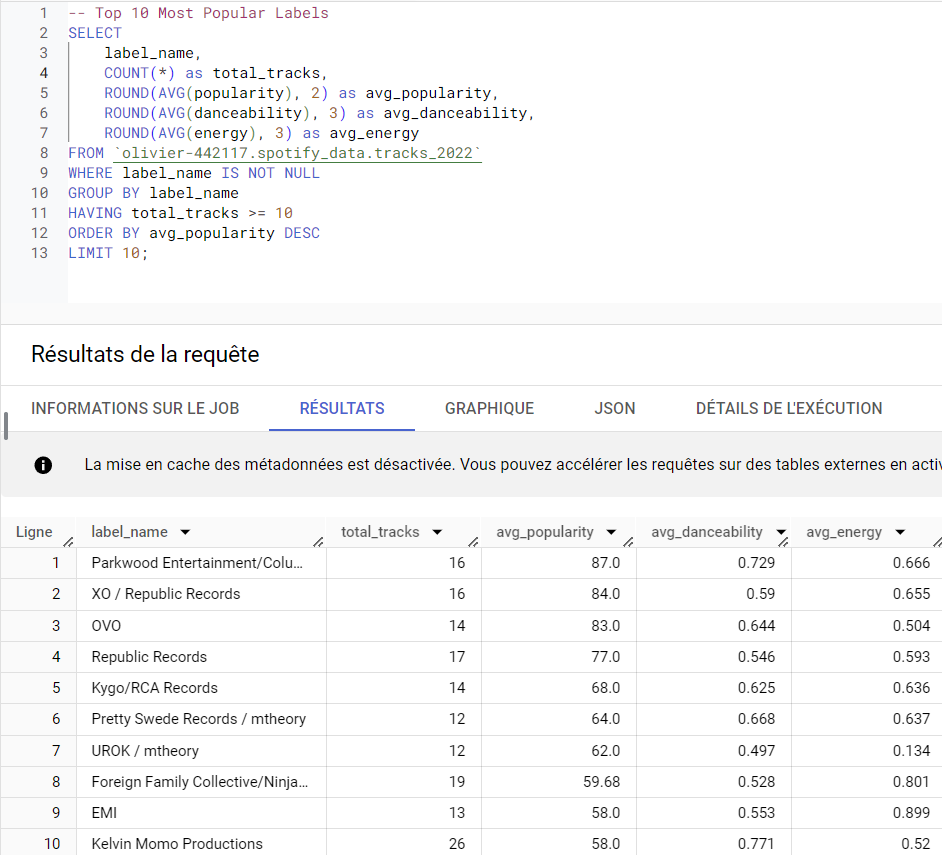 1 -- Top 10 Most Popular Labels
2 SELECT
3 label_name,
4 COUNT(*) as total_tracks,
5 ROUND(AVG(popularity), 2) as avg_popularity,
6 ROUND(AVG(danceability), 3) as avg_danceability,
7 ROUND(AVG(energy), 3) as avg_energy
8 FROM `olivier-442117.spotify_data.tracks_2022`
9 WHERE label_name IS NOT NULL
10 GROUP BY label_name
11 HAVING total_tracks >= 10
12 ORDER BY avg_popularity DESC
13 LIMIT 10;
Résultats de la requête
INFORMATIONS SUR LE JOB RÉSULTATS GRAPHIQUE JSON DÉTAILS DE L'EXÉCUTION
La mise en cache des métadonnées est désactivée. Vous pouvez accélérer les requêtes sur des tables externes en activ
Ligne label_name total_tracks avg_popularity avg_danceability avg_energy
1 Parkwood Entertainment/Colu... 16 87.0 0.729 0.666
2 XO / Republic Records 16 84.0 0.59 0.655
3 OVO 14 83.0 0.644 0.504
4 Republic Records 17 77.0 0.546 0.593
5 Kygo/RCA Records 14 68.0 0.625 0.636
6 Pretty Swede Records / mtheory 12 64.0 0.668 0.637
7 UROK / mtheory 12 62.0 0.497 0.134
8 Foreign Family Collective/Ninja... 19 59.68 0.528 0.801
9 EMI 13 58.0 0.553 0.899
10 Kelvin Momo Productions 26 58.0 0.771 0.52